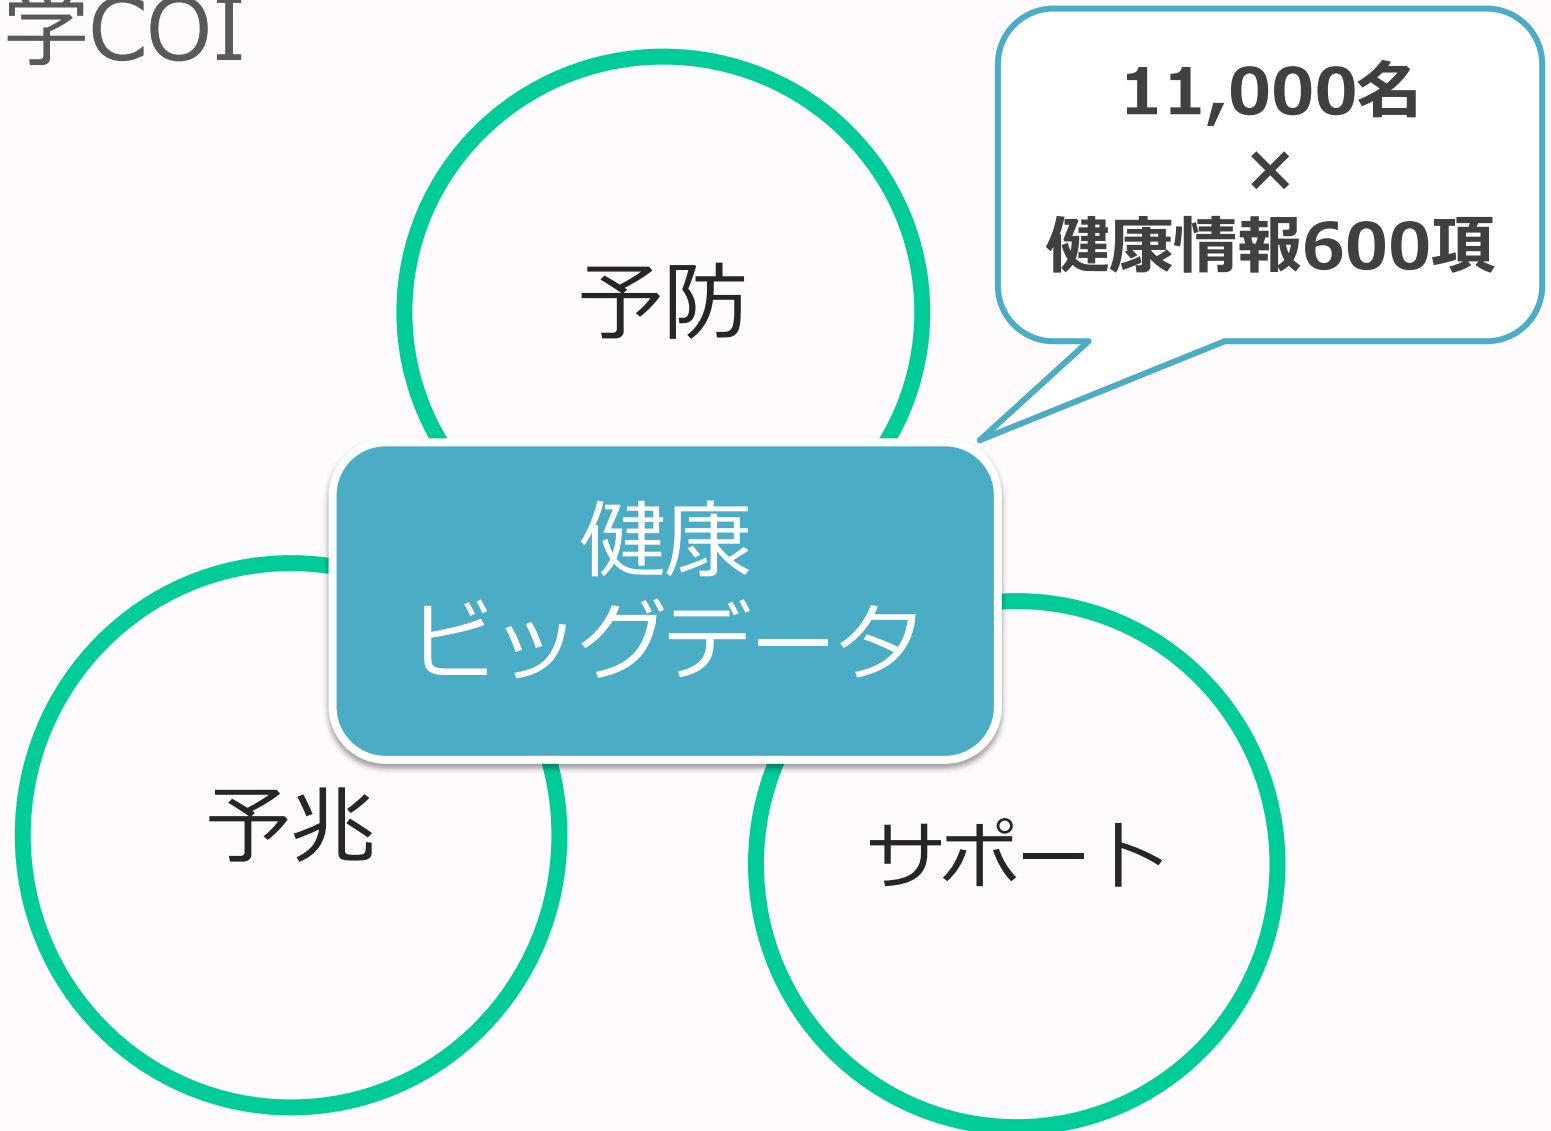 学COI
11,000名
×
健康情報600項
予防
健康
ビッグデータ
予兆
サポート